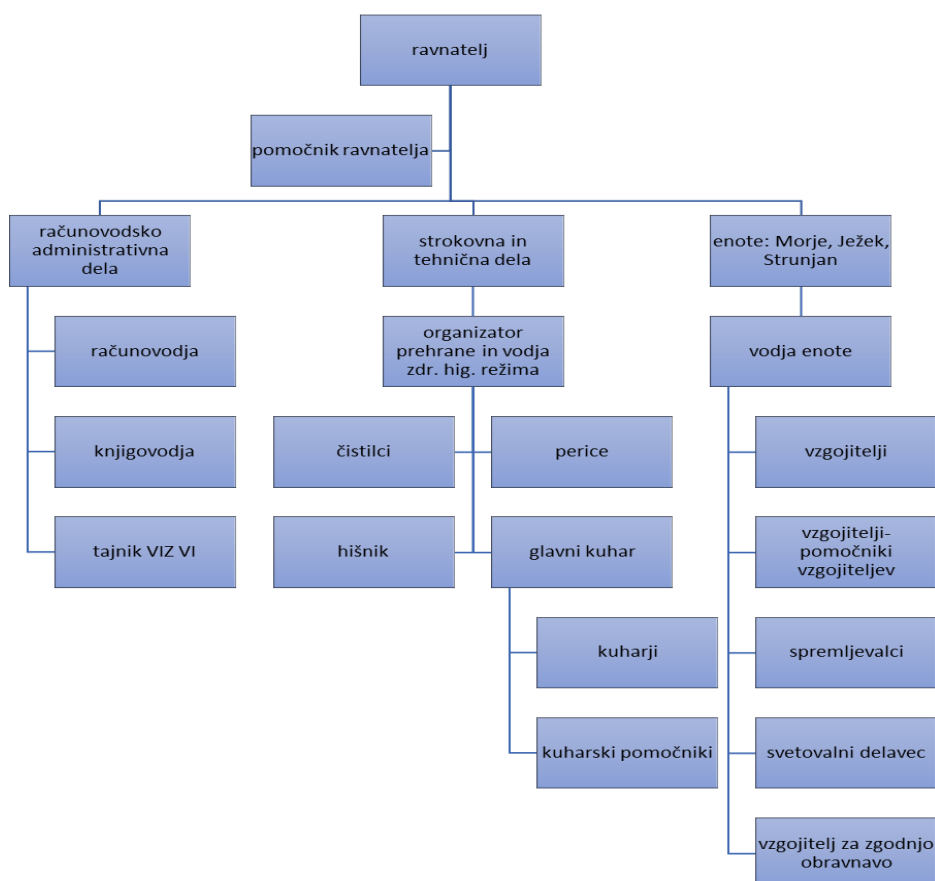 ravnatelj
pomočnik ravnatelja
računovodsko
administrativna
dela
strokovna in
tehnična dela
enote: Morje, Ježek,
Strunjan
računovodja
organizator
prehrane in vodja
zdr. hig. režima
vodja enote
knjigovodja
čistilci
perice
vzgojitelji
tajnik VIZ VI
hišnik
glavni kuhar
vzgojitelji-
pomočniki
vzgojiteljev
kuharji
spremljevalci
kuharski pomočniki
svetovalni delavec
vzgojitelj za zgodnjo
obravnavo